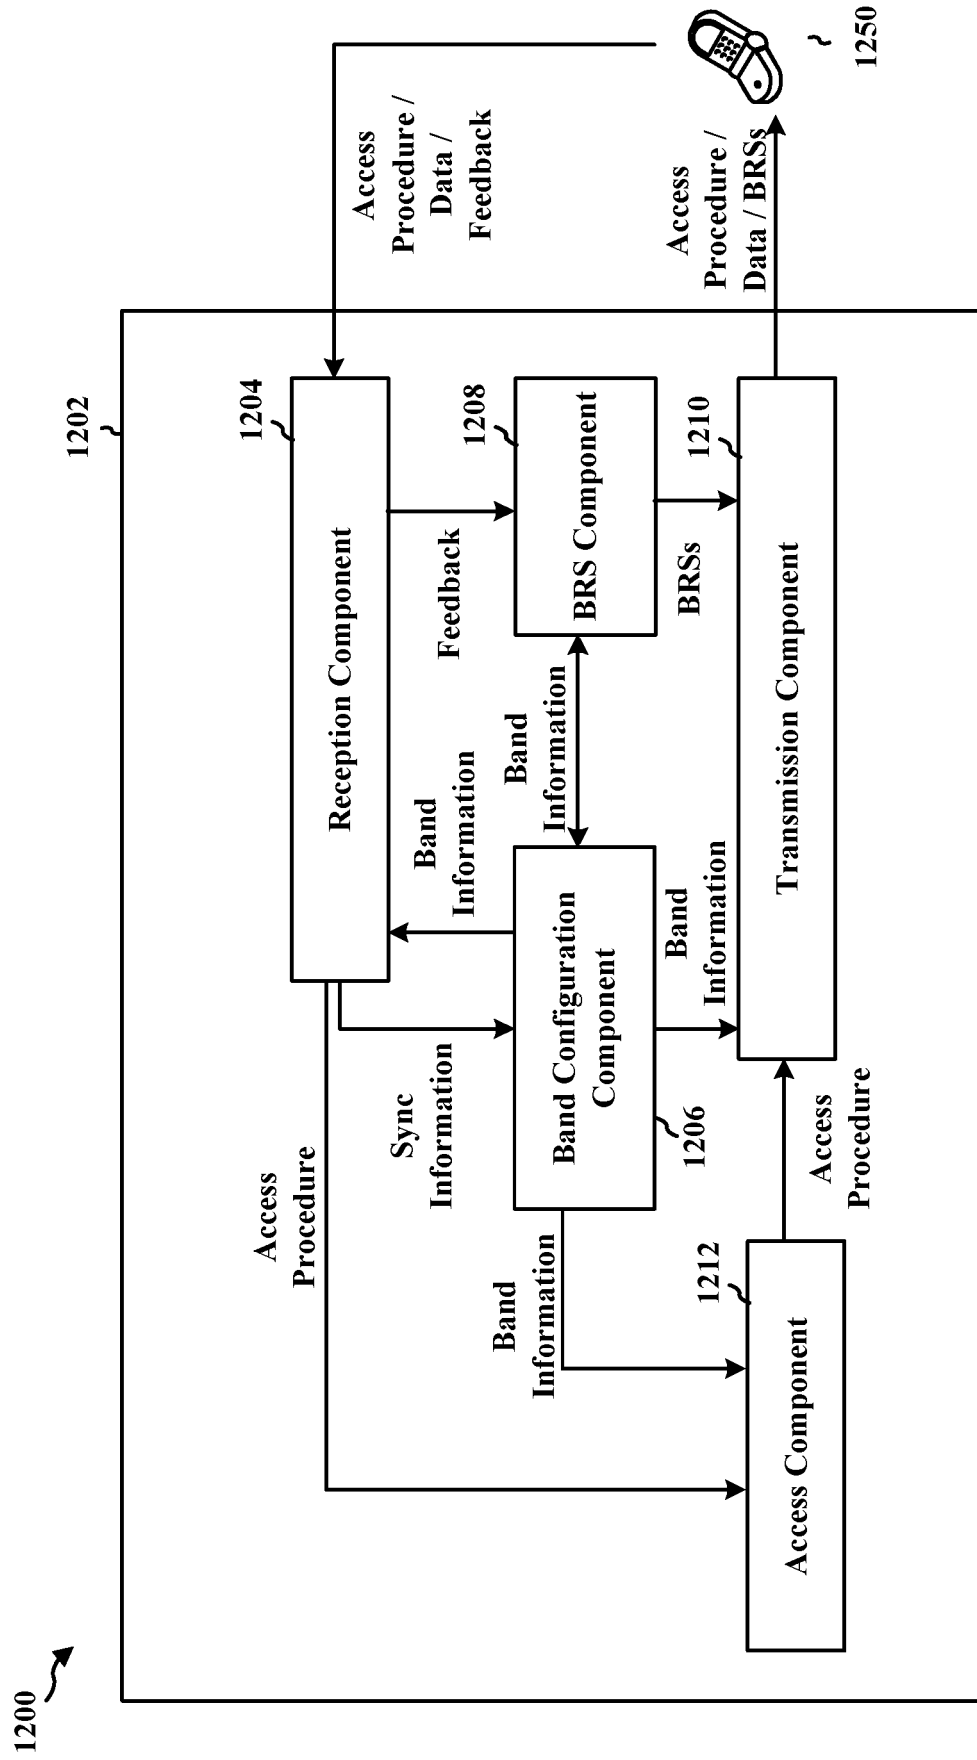 1200
1202
Access
Procedure /
Data /
Feedback
1250
Access
Procedure /
Data / BRSs
1204
Reception Component
Access
Procedure
Sync
Information
Band
Information
Feedback
1208
BRS Component
Band
Information
Band Configuration
Component
1206
Band
Information
Band
Information
BRSs
1210
Transmission Component
Access
Procedure
1212
Access Component